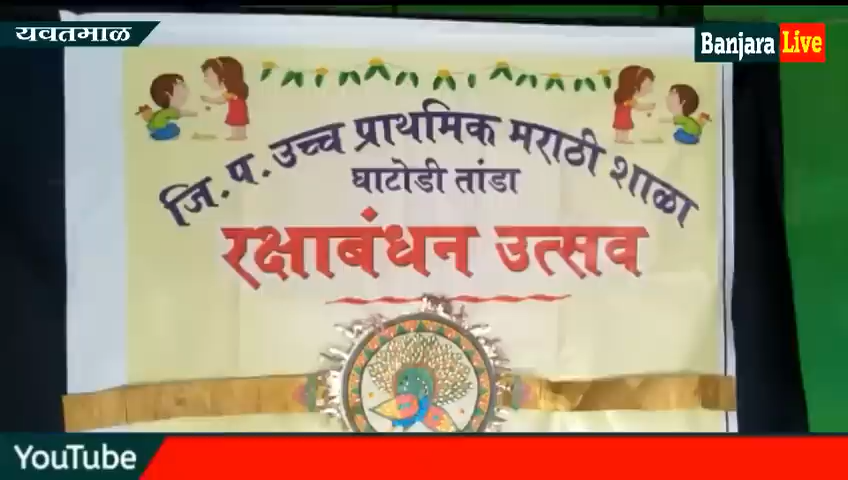 यवतमाळ
Banjara Live
जि.प.उच्च प्राथमिक मराठी शाळा
घाटोडी तांडा
रक्षाबंधन उत्सव
YouTube